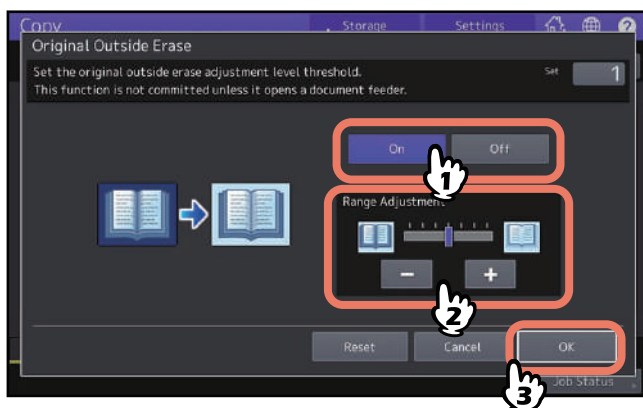 Copy
Storage
Settings
?
Original Outside Erase
Set the original outside erase adjustment level threshold.
Set
1
This function is not committed unless it opens a document feeder.
On
Off
1
Range Adjustment
2
Reset
Cancel
OK
3
Job Status